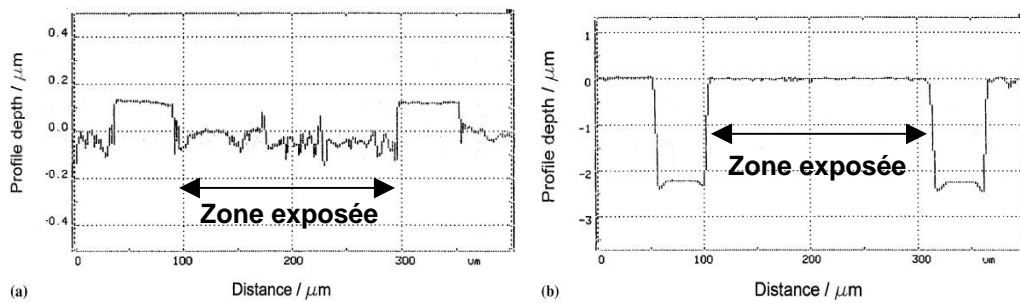 Profile depth / µm
0.4
0.2
0.0
-0.2
-0.4
Zone exposée
0
100
200
300
um
(a)
Distance / µm
Profile depth / µm
1
0
-1
-2
-3
Zone exposée
0
100
200
300
um
(b)
Distance / µm